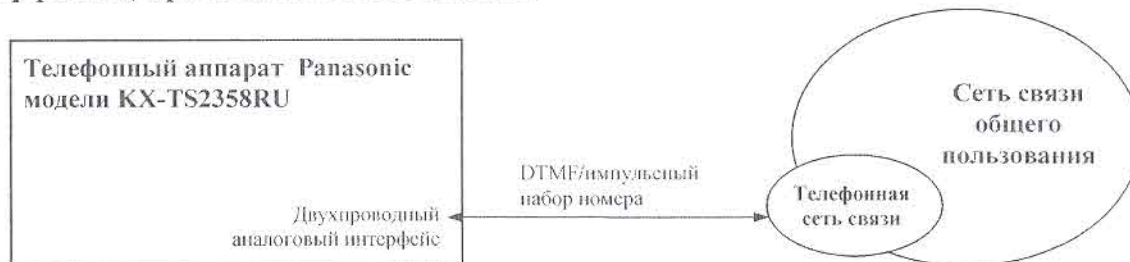 Телефонный аппарат Panasonic
модели KX-TS2358RU
Сеть связи
общего
пользования
DTMF/импульсный
набор номера
Телефонная
сеть связи
Двухпроводный
аналоговый интерфейс